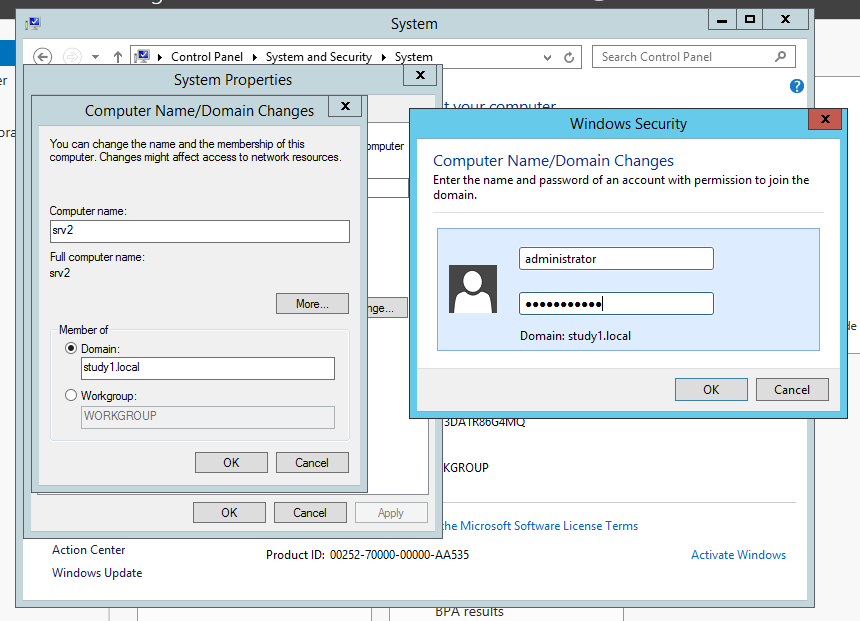 System
Control Panel
System and Security
System
Search Control Panel
System Properties
Computer Name/Domain Changes
You can change the name and the membership of this
computer. Changes might affect access to network resources.
Computer name:
srv2
Full computer name:
srv2
More...
Member of
Domain:
study1.local
Workgroup:
WORKGROUP
OK
Cancel
OK
Cancel
Apply
computer
nge...
t your computer
Windows Security
Computer Name/Domain Changes
Enter the name and password of an account with permission to join the
domain.
administrator
Domain: study1.local
OK
Cancel
KGROUP
the Microsoft Software License Terms
Action Center
Windows Update
Product ID: 00252-70000-00000-AA535
Activate Windows
BPA results